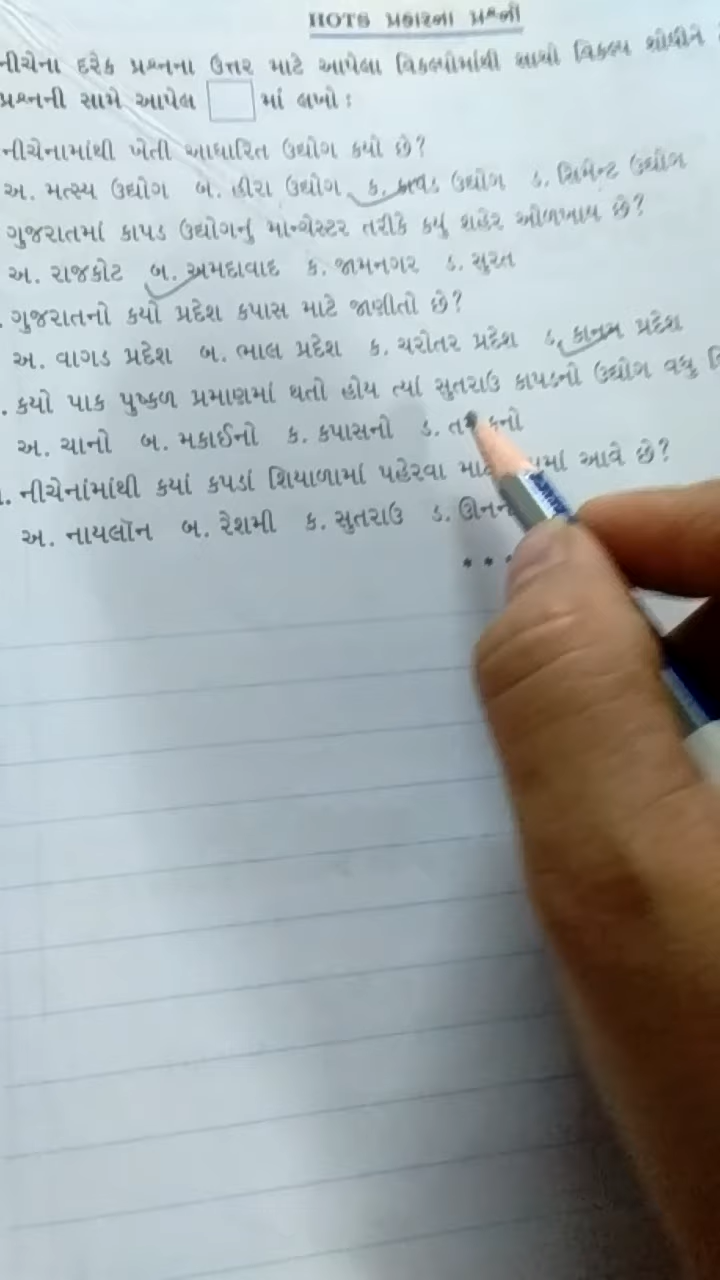 HOTS પ્રકારના પ્રશ્નો
નીચેના દરેક પ્રશ્નના ઉત્તર માટે આપેલા વિકલ્પોમાંથી સાચો વિકલ્પ શોધીને
પ્રશ્નની સામે આપેલ માં લખો :
નીચેનામાંથી ખેતી આધારિત ઉદ્યોગ કયો છે?
અ. મત્સ્ય ઉદ્યોગ બ. હીરા ઉદ્યોગ ક. કાપડ ઉદ્યોગ ડ. સિમેન્ટ ઉદ્યોગ
ગુજરાતમાં કાપડ ઉદ્યોગનું માન્ચેસ્ટર તરીકે કયું શહેર ઓળખાય છે?
અ. રાજકોટ બ. અમદાવાદ ક. જામનગર ડ. સુરત
. ગુજરાતનો કયો પ્રદેશ કપાસ માટે જાણીતો છે?
અ. વાગડ પ્રદેશ બ. ભાલ પ્રદેશ ક. ચરોતર પ્રદેશ ડ. કાનમ પ્રદેશ
. કયો પાક પુષ્કળ પ્રમાણમાં થતો હોય ત્યાં સુતરાઉ કાપડનો ઉદ્યોગ વધુ
અ. ચાનો બ. મકાઈનો ક. કપાસનો ડ.
. નીચેનાંમાંથી કયાં કપડાં શિયાળામાં પહેરવા આવે છે?
અ. નાયલૉન બ. રેશમી ક. સુતરાઉ ડ.
* * *